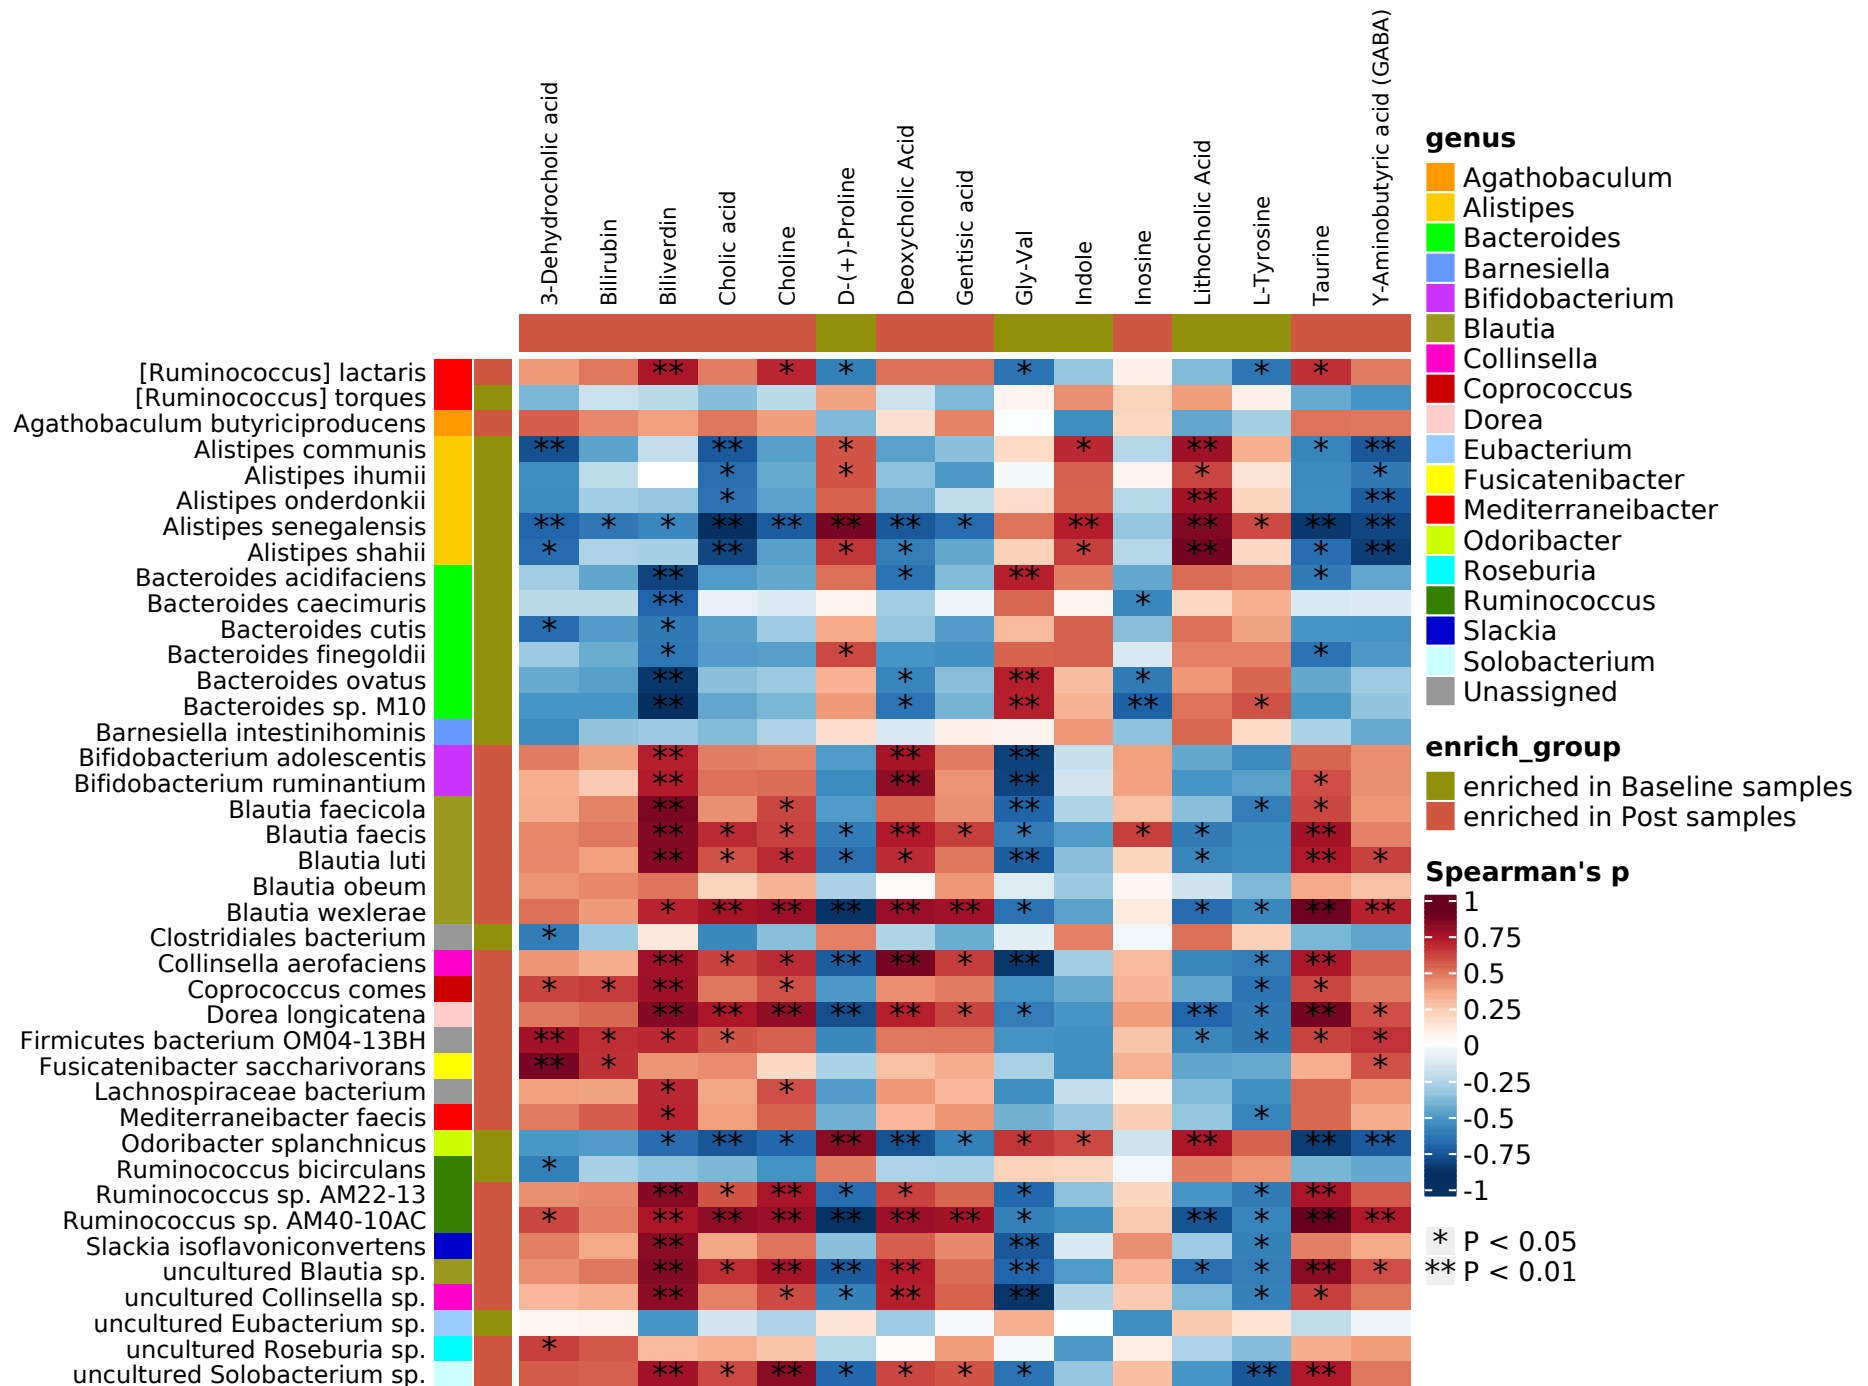 3-Dehydrocholic acid
Bilirubin
Biliverdin
Cholic acid
Choline
D-(+)-Proline
Deoxycholic Acid
Gentisic acid
Gly-Val
Indole
Inosine
Lithocholic Acid
L-Tyrosine
Taurine
Y-Aminobutyric acid (GABA)
[Ruminococcus] lactaris ** * * * * *
[Ruminococcus] torques
Agathobaculum butyriciproducens
Alistipes communis ** ** * * ** * **
Alistipes ihumii * * * *
Alistipes onderdonkii * ** **
Alistipes senegalensis ** * * ** ** ** ** * ** ** * ** **
Alistipes shahii * ** * * * ** * **
Bacteroides acidifaciens ** * ** *
Bacteroides caecimuris ** *
Bacteroides cutis * *
Bacteroides finegoldii * * *
Bacteroides ovatus ** * ** *
Bacteroides sp. M10 ** * ** ** *
Barnesiella intestinihominis
Bifidobacterium adolescentis ** ** **
Bifidobacterium ruminantium ** ** ** *
Blautia faecicola ** * ** * *
Blautia faecis ** * * * ** * * * * **
Blautia luti ** * * * * ** * ** *
Blautia obeum
Blautia wexlerae * ** ** ** ** ** * * * ** **
Clostridiales bacterium *
Collinsella aerofaciens ** * * ** ** * ** * **
Coprococcus comes * * ** * * *
Dorea longicatena ** ** ** ** ** * * ** * ** *
Firmicutes bacterium OM04-13BH ** * * * * * * *
Fusicatenibacter saccharivorans ** * *
Lachnospiraceae bacterium * *
Mediterraneibacter faecis * *
Odoribacter splanchnicus * ** * ** ** * * * ** ** **
Ruminococcus bicirculans *
Ruminococcus sp. AM22-13 ** * ** * * * * **
Ruminococcus sp. AM40-10AC * ** ** ** ** ** ** * ** * ** **
Slackia isoflavoniconvertens ** ** *
uncultured Blautia sp. ** * ** ** ** ** * * ** *
uncultured Collinsella sp. ** * * ** ** * *
uncultured Eubacterium sp.
uncultured Roseburia sp. *
uncultured Solobacterium sp. ** * ** * * * * ** **
genus
Agathobaculum
Alistipes
Bacteroides
Barnesiella
Bifidobacterium
Blautia
Collinsella
Coprococcus
Dorea
Eubacterium
Fusicatenibacter
Mediterraneibacter
Odoribacter
Roseburia
Ruminococcus
Slackia
Solobacterium
Unassigned
enrich_group
enriched in Baseline samples
enriched in Post samples
Spearman's p
1
0.75
0.5
0.25
0
-0.25
-0.5
-0.75
-1
* P < 0.05
** P < 0.01